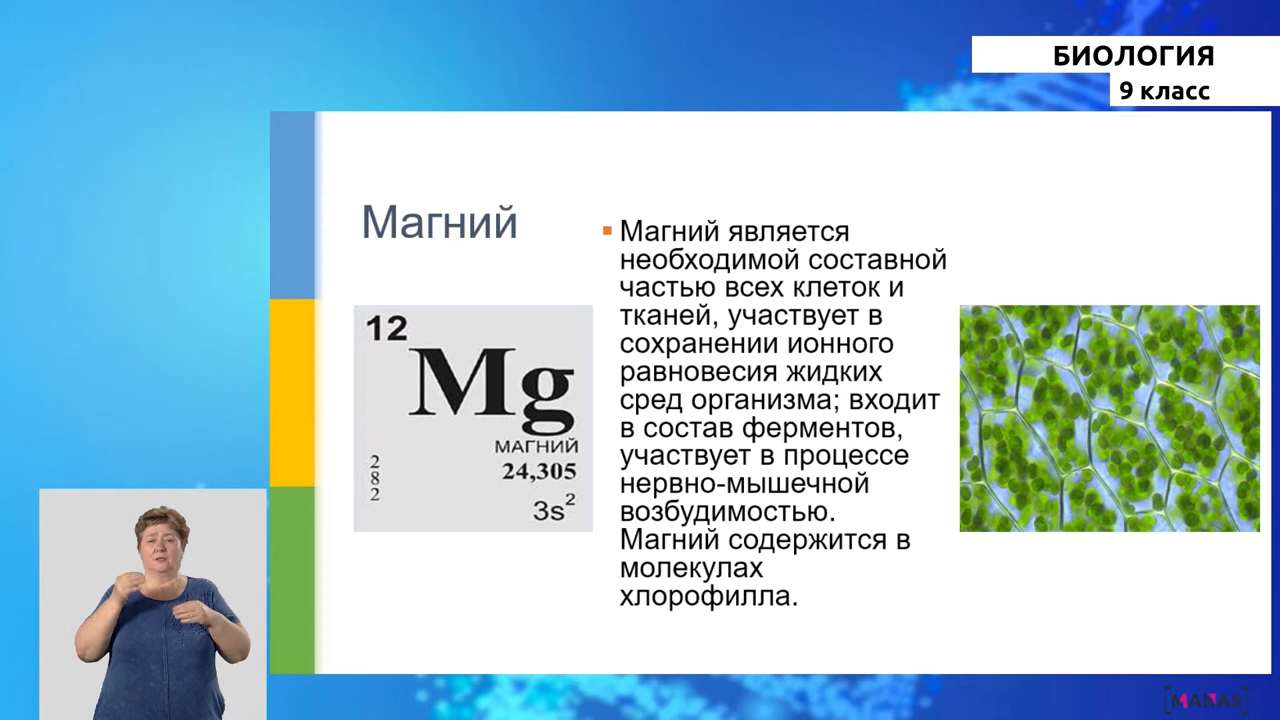 БИОЛОГИЯ
9 класс
Магний
12
Mg
МАГНИЙ
24,305
3s²
2
8
2
Магний является
необходимой составной
частью всех клеток и
тканей, участвует в
сохранении ионного
равновесия жидких
сред организма; входит
в состав ферментов,
участвует в процессе
нервно-мышечной
возбудимостью.
Магний содержится в
молекулах
хлорофилла.
MANAS